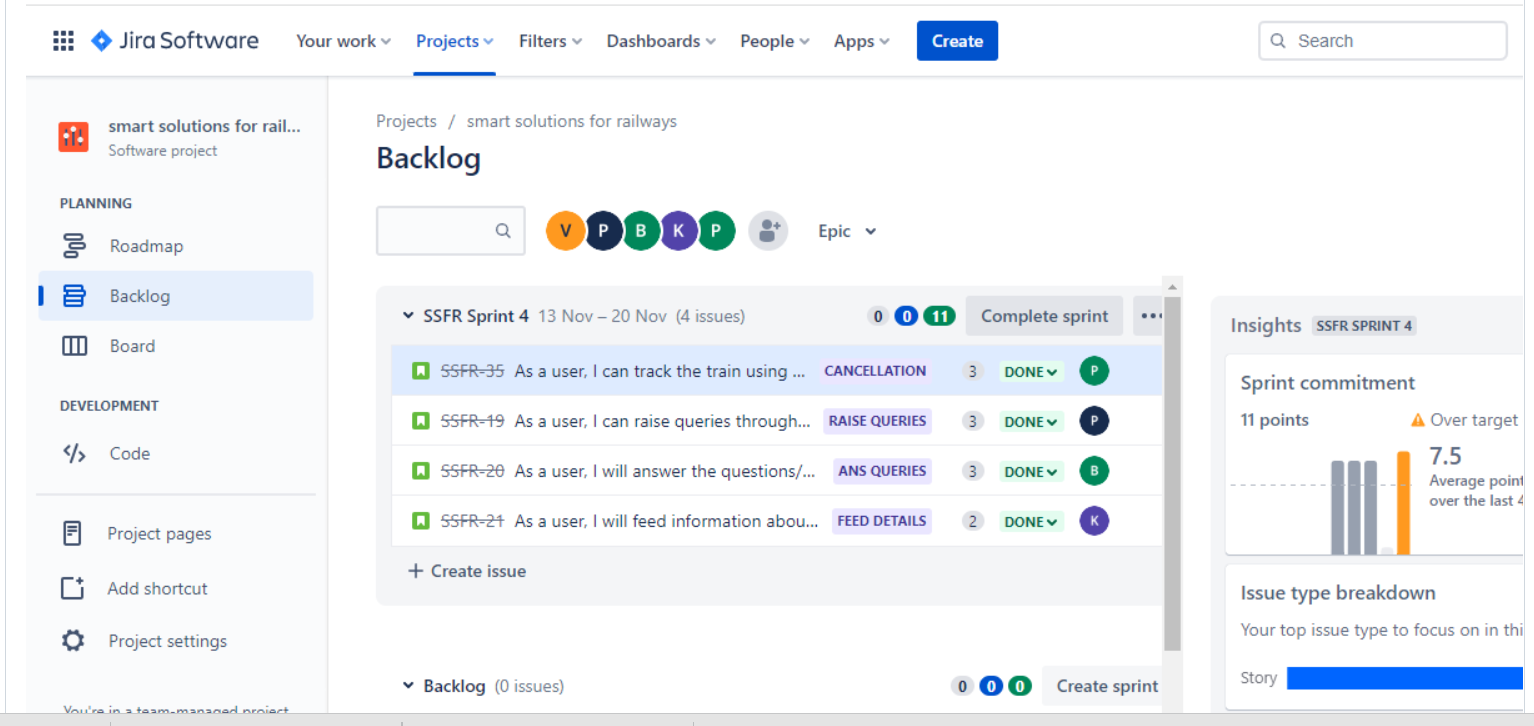 Jira Software Your work Projects Filters Dashboards People Apps Create Search
smart solutions for rail...
Software project
PLANNING
Roadmap
Backlog
Board
DEVELOPMENT
Code
Project pages
Add shortcut
Project settings
You're in a team-managed project
Projects / smart solutions for railways
Backlog
V P B K P Epic
SSFR Sprint 4 13 Nov – 20 Nov (4 issues) 0 0 11 Complete sprint ...
SSFR-35 As a user, I can track the train using ... CANCELLATION 3 DONE P
SSFR-19 As a user, I can raise queries through... RAISE QUERIES 3 DONE P
SSFR-20 As a user, I will answer the questions/... ANS QUERIES 3 DONE B
SSFR-21 As a user, I will feed information abou... FEED DETAILS 2 DONE K
+ Create issue
Backlog (0 issues) 0 0 0 Create sprint
Insights SSFR SPRINT 4
Sprint commitment
11 points Over target
7.5
Average point
over the last 4
Issue type breakdown
Your top issue type to focus on in thi
Story